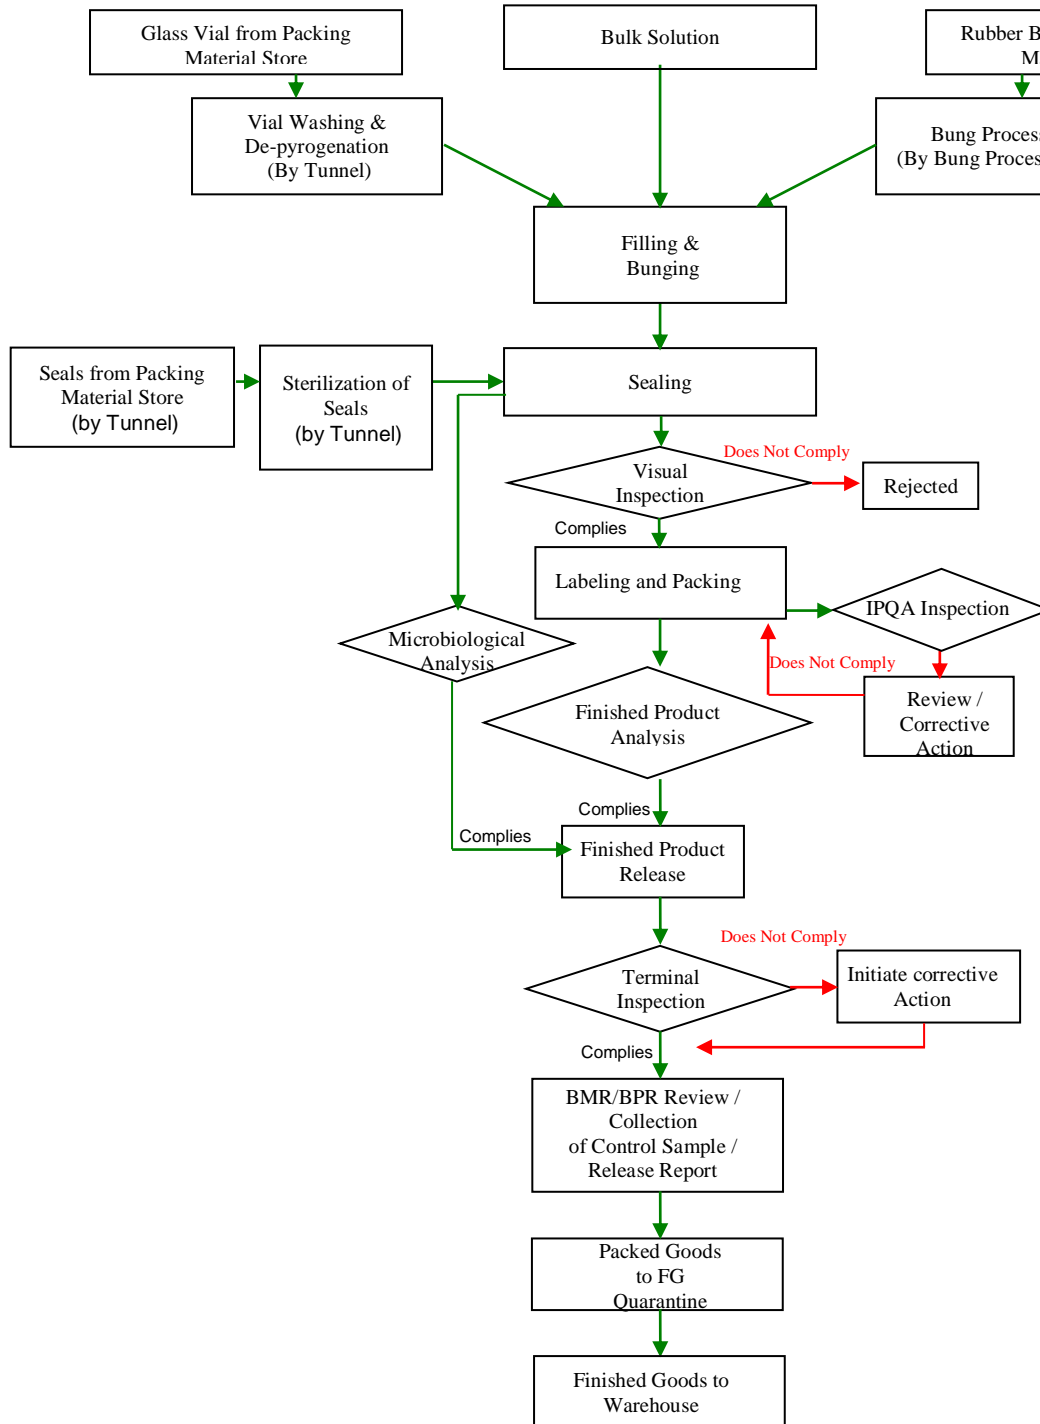 Glass Vial from Packing
Material Store
Bulk Solution
Rubber B
M
Vial Washing &
De-pyrogenation
(By Tunnel)
Bung Process
(By Bung Process
Filling &
Bunging
Seals from Packing
Material Store
(by Tunnel)
Sterilization of
Seals
(by Tunnel)
Sealing
Does Not Comply
Visual
Inspection
Rejected
Complies
Labeling and Packing
IPQA Inspection
Microbiological
Analysis
Does Not Comply
Review /
Corrective
Action
Finished Product
Analysis
Complies
Complies
Finished Product
Release
Does Not Comply
Terminal
Inspection
Initiate corrective
Action
Complies
BMR/BPR Review /
Collection
of Control Sample /
Release Report
Packed Goods
to FG
Quarantine
Finished Goods to
Warehouse